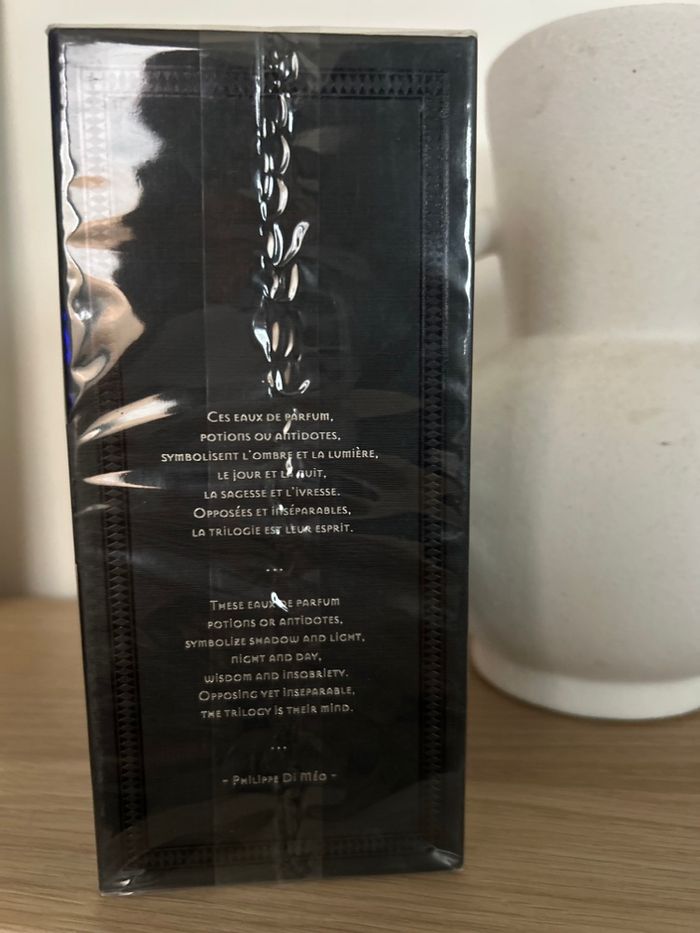 Ces eaux de parfum,
potions ou antidotes,
symbolisent l'ombre et la lumière,
le jour et la nuit,
la sagesse et l'ivresse.
Opposées et inséparables,
la trilogie est leur esprit.
...
These eaux de parfum
potions or antidotes,
symbolize shadow and light,
night and day,
wisdom and insobriety.
Opposing yet inseparable,
the trilogy is their mind.
...
- Philippe Di Méo -